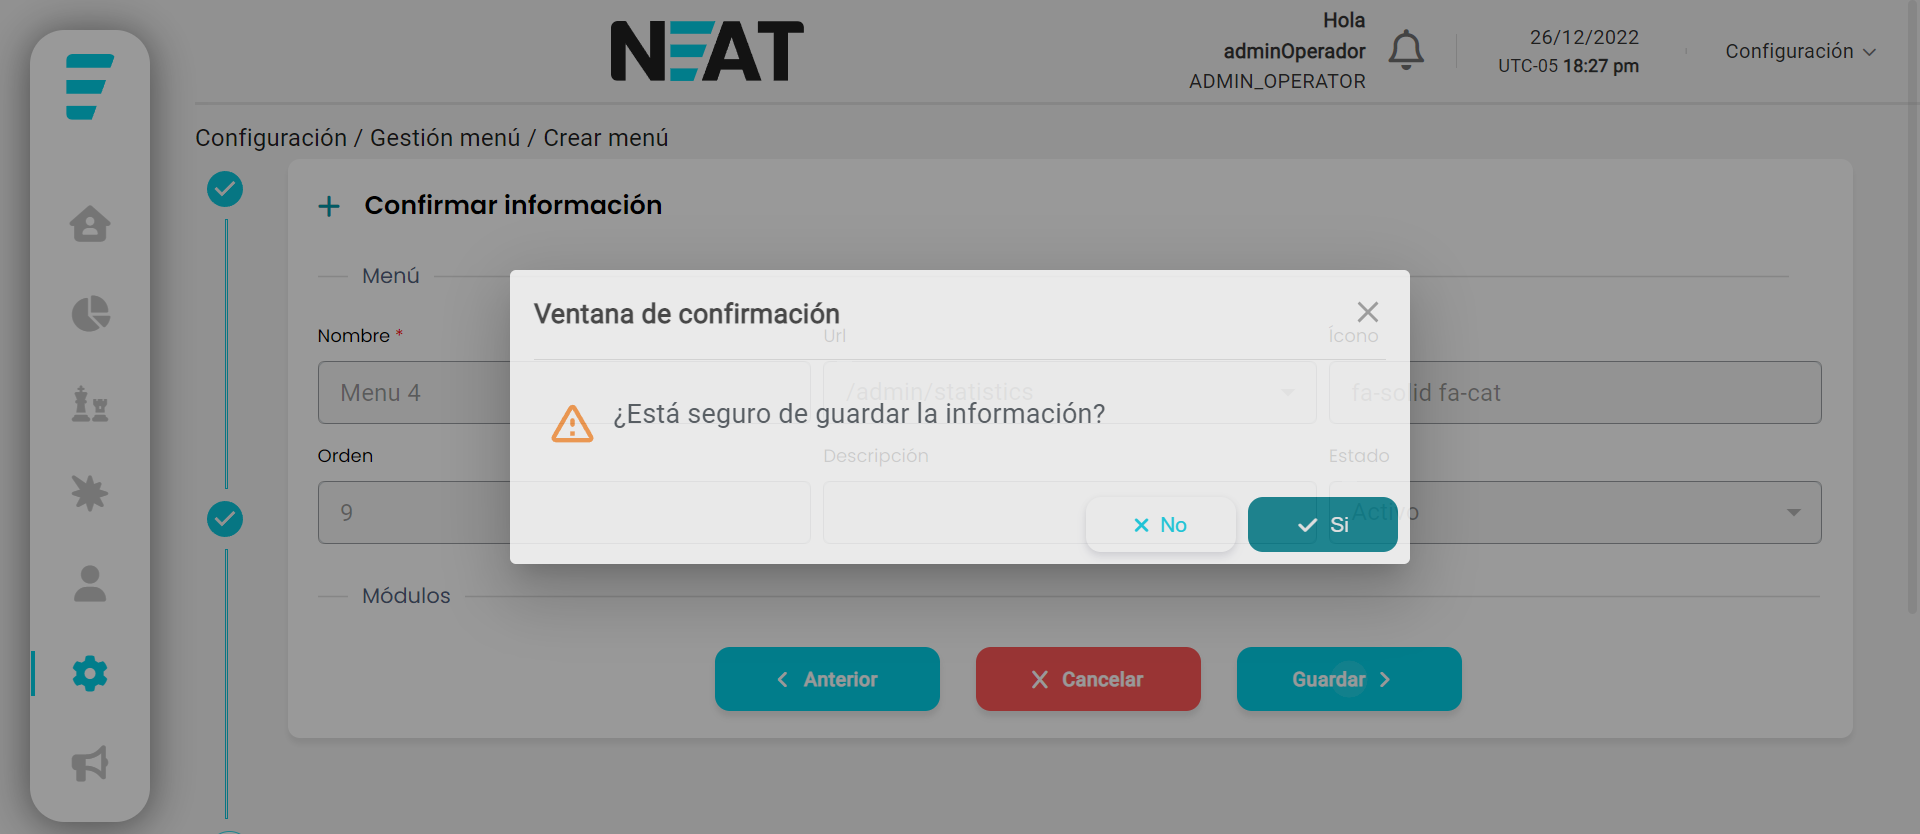 NEAT
Hola
adminOperador
ADMIN_OPERATOR
26/12/2022
UTC-05 18:27 pm
Configuración
Configuración / Gestión menú / Crear menú
Confirmar información
Menú
Ventana de confirmación
Nombre *
Url
Ícono
Menu 4
/admin/statistics
fa-solid fa-cat
¿Está seguro de guardar la información?
Orden
Descripción
Estado
9
Activo
No
Si
Módulos
Anterior
Cancelar
Guardar